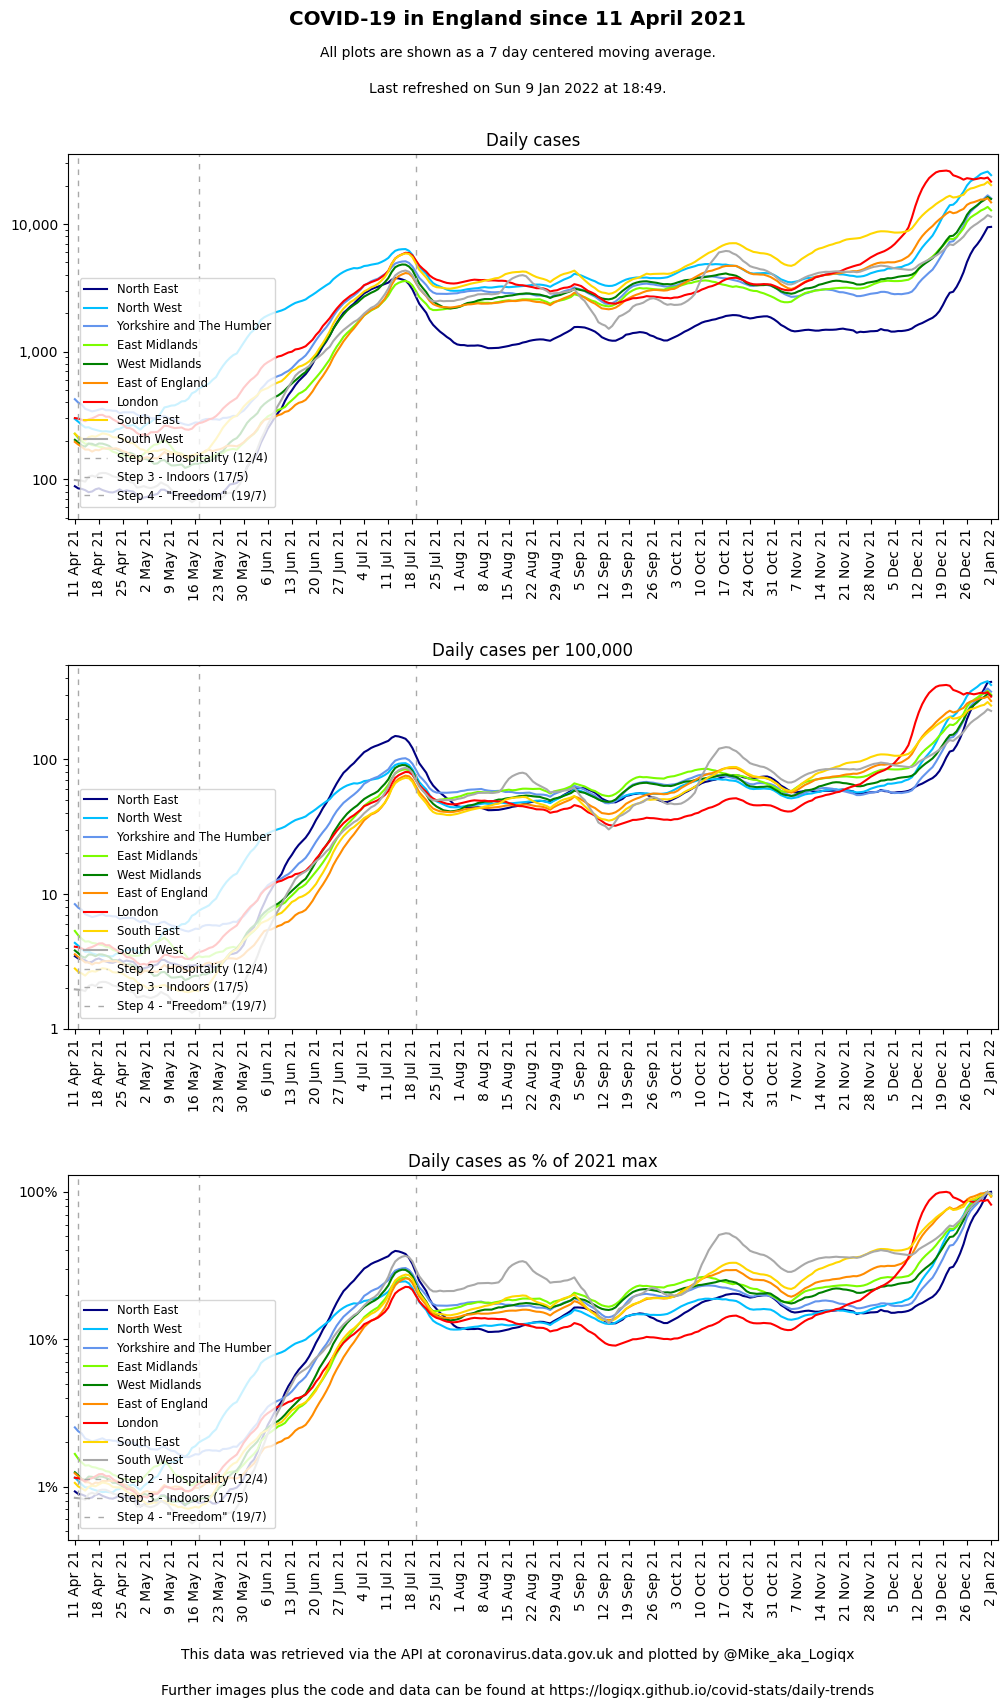 COVID-19 in England since 11 April 2021
All plots are shown as a 7 day centered moving average.
Last refreshed on Sun 9 Jan 2022 at 18:49.
Daily cases
10,000
1,000
100
North East
North West
Yorkshire and The Humber
East Midlands
West Midlands
East of England
London
South East
South West
Step 2 - Hospitality (12/4)
Step 3 - Indoors (17/5)
Step 4 - "Freedom" (19/7)
11 Apr 21
18 Apr 21
25 Apr 21
2 May 21
9 May 21
16 May 21
23 May 21
30 May 21
6 Jun 21
13 Jun 21
20 Jun 21
27 Jun 21
4 Jul 21
11 Jul 21
18 Jul 21
25 Jul 21
1 Aug 21
8 Aug 21
15 Aug 21
22 Aug 21
29 Aug 21
5 Sep 21
12 Sep 21
19 Sep 21
26 Sep 21
3 Oct 21
10 Oct 21
17 Oct 21
24 Oct 21
31 Oct 21
7 Nov 21
14 Nov 21
21 Nov 21
28 Nov 21
5 Dec 21
12 Dec 21
19 Dec 21
26 Dec 21
2 Jan 22
Daily cases per 100,000
100
10
1
North East
North West
Yorkshire and The Humber
East Midlands
West Midlands
East of England
London
South East
South West
Step 2 - Hospitality (12/4)
Step 3 - Indoors (17/5)
Step 4 - "Freedom" (19/7)
11 Apr 21
18 Apr 21
25 Apr 21
2 May 21
9 May 21
16 May 21
23 May 21
30 May 21
6 Jun 21
13 Jun 21
20 Jun 21
27 Jun 21
4 Jul 21
11 Jul 21
18 Jul 21
25 Jul 21
1 Aug 21
8 Aug 21
15 Aug 21
22 Aug 21
29 Aug 21
5 Sep 21
12 Sep 21
19 Sep 21
26 Sep 21
3 Oct 21
10 Oct 21
17 Oct 21
24 Oct 21
31 Oct 21
7 Nov 21
14 Nov 21
21 Nov 21
28 Nov 21
5 Dec 21
12 Dec 21
19 Dec 21
26 Dec 21
2 Jan 22
Daily cases as % of 2021 max
100%
10%
1%
North East
North West
Yorkshire and The Humber
East Midlands
West Midlands
East of England
London
South East
South West
Step 2 - Hospitality (12/4)
Step 3 - Indoors (17/5)
Step 4 - "Freedom" (19/7)
11 Apr 21
18 Apr 21
25 Apr 21
2 May 21
9 May 21
16 May 21
23 May 21
30 May 21
6 Jun 21
13 Jun 21
20 Jun 21
27 Jun 21
4 Jul 21
11 Jul 21
18 Jul 21
25 Jul 21
1 Aug 21
8 Aug 21
15 Aug 21
22 Aug 21
29 Aug 21
5 Sep 21
12 Sep 21
19 Sep 21
26 Sep 21
3 Oct 21
10 Oct 21
17 Oct 21
24 Oct 21
31 Oct 21
7 Nov 21
14 Nov 21
21 Nov 21
28 Nov 21
5 Dec 21
12 Dec 21
19 Dec 21
26 Dec 21
2 Jan 22
This data was retrieved via the API at coronavirus.data.gov.uk and plotted by @Mike_aka_Logiqx
Further images plus the code and data can be found at https://logiqx.github.io/covid-stats/daily-trends